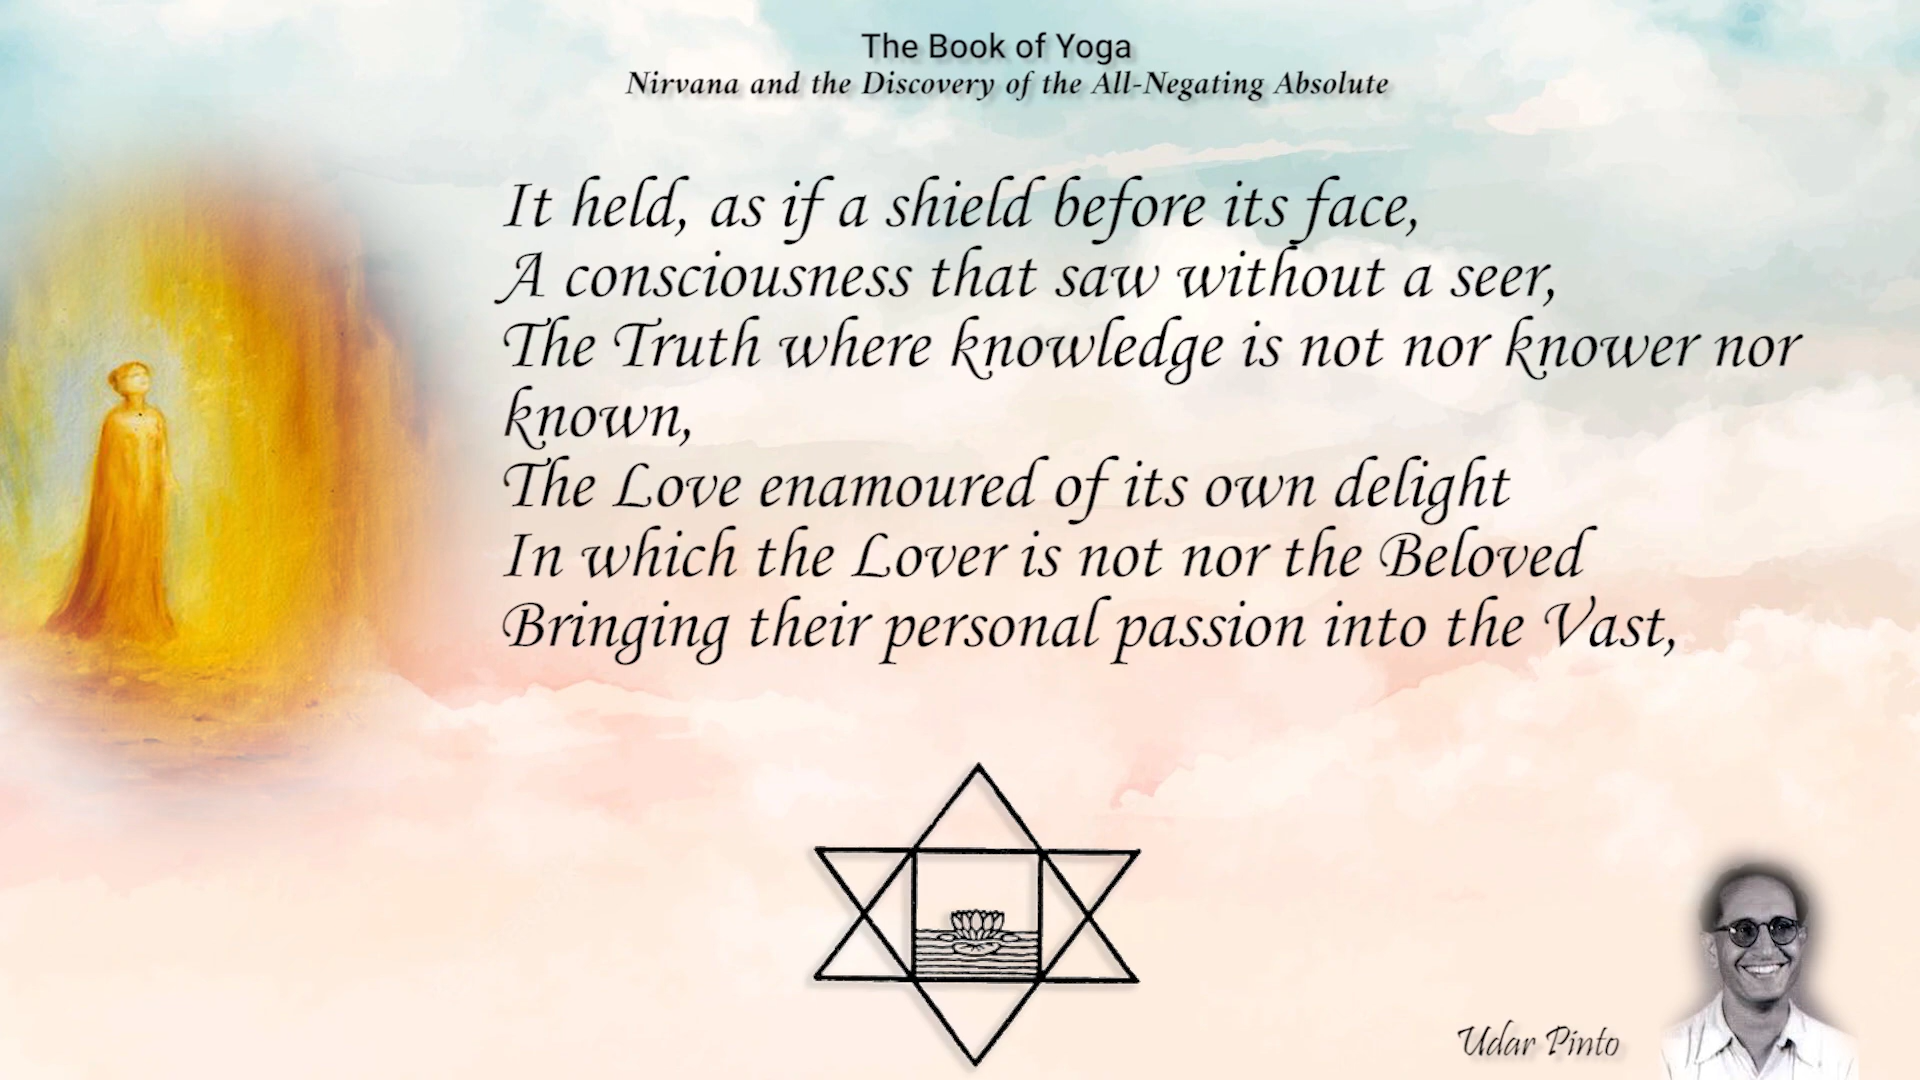 The Book of Yoga
Nirvana and the Discovery of the All-Negating Absolute
It held, as if a shield before its face,
A consciousness that saw without a seer,
The Truth where knowledge is not nor knower nor
known,
The Love enamoured of its own delight
In which the Lover is not nor the Beloved
Bringing their personal passion into the Vast,
Udar Pinto